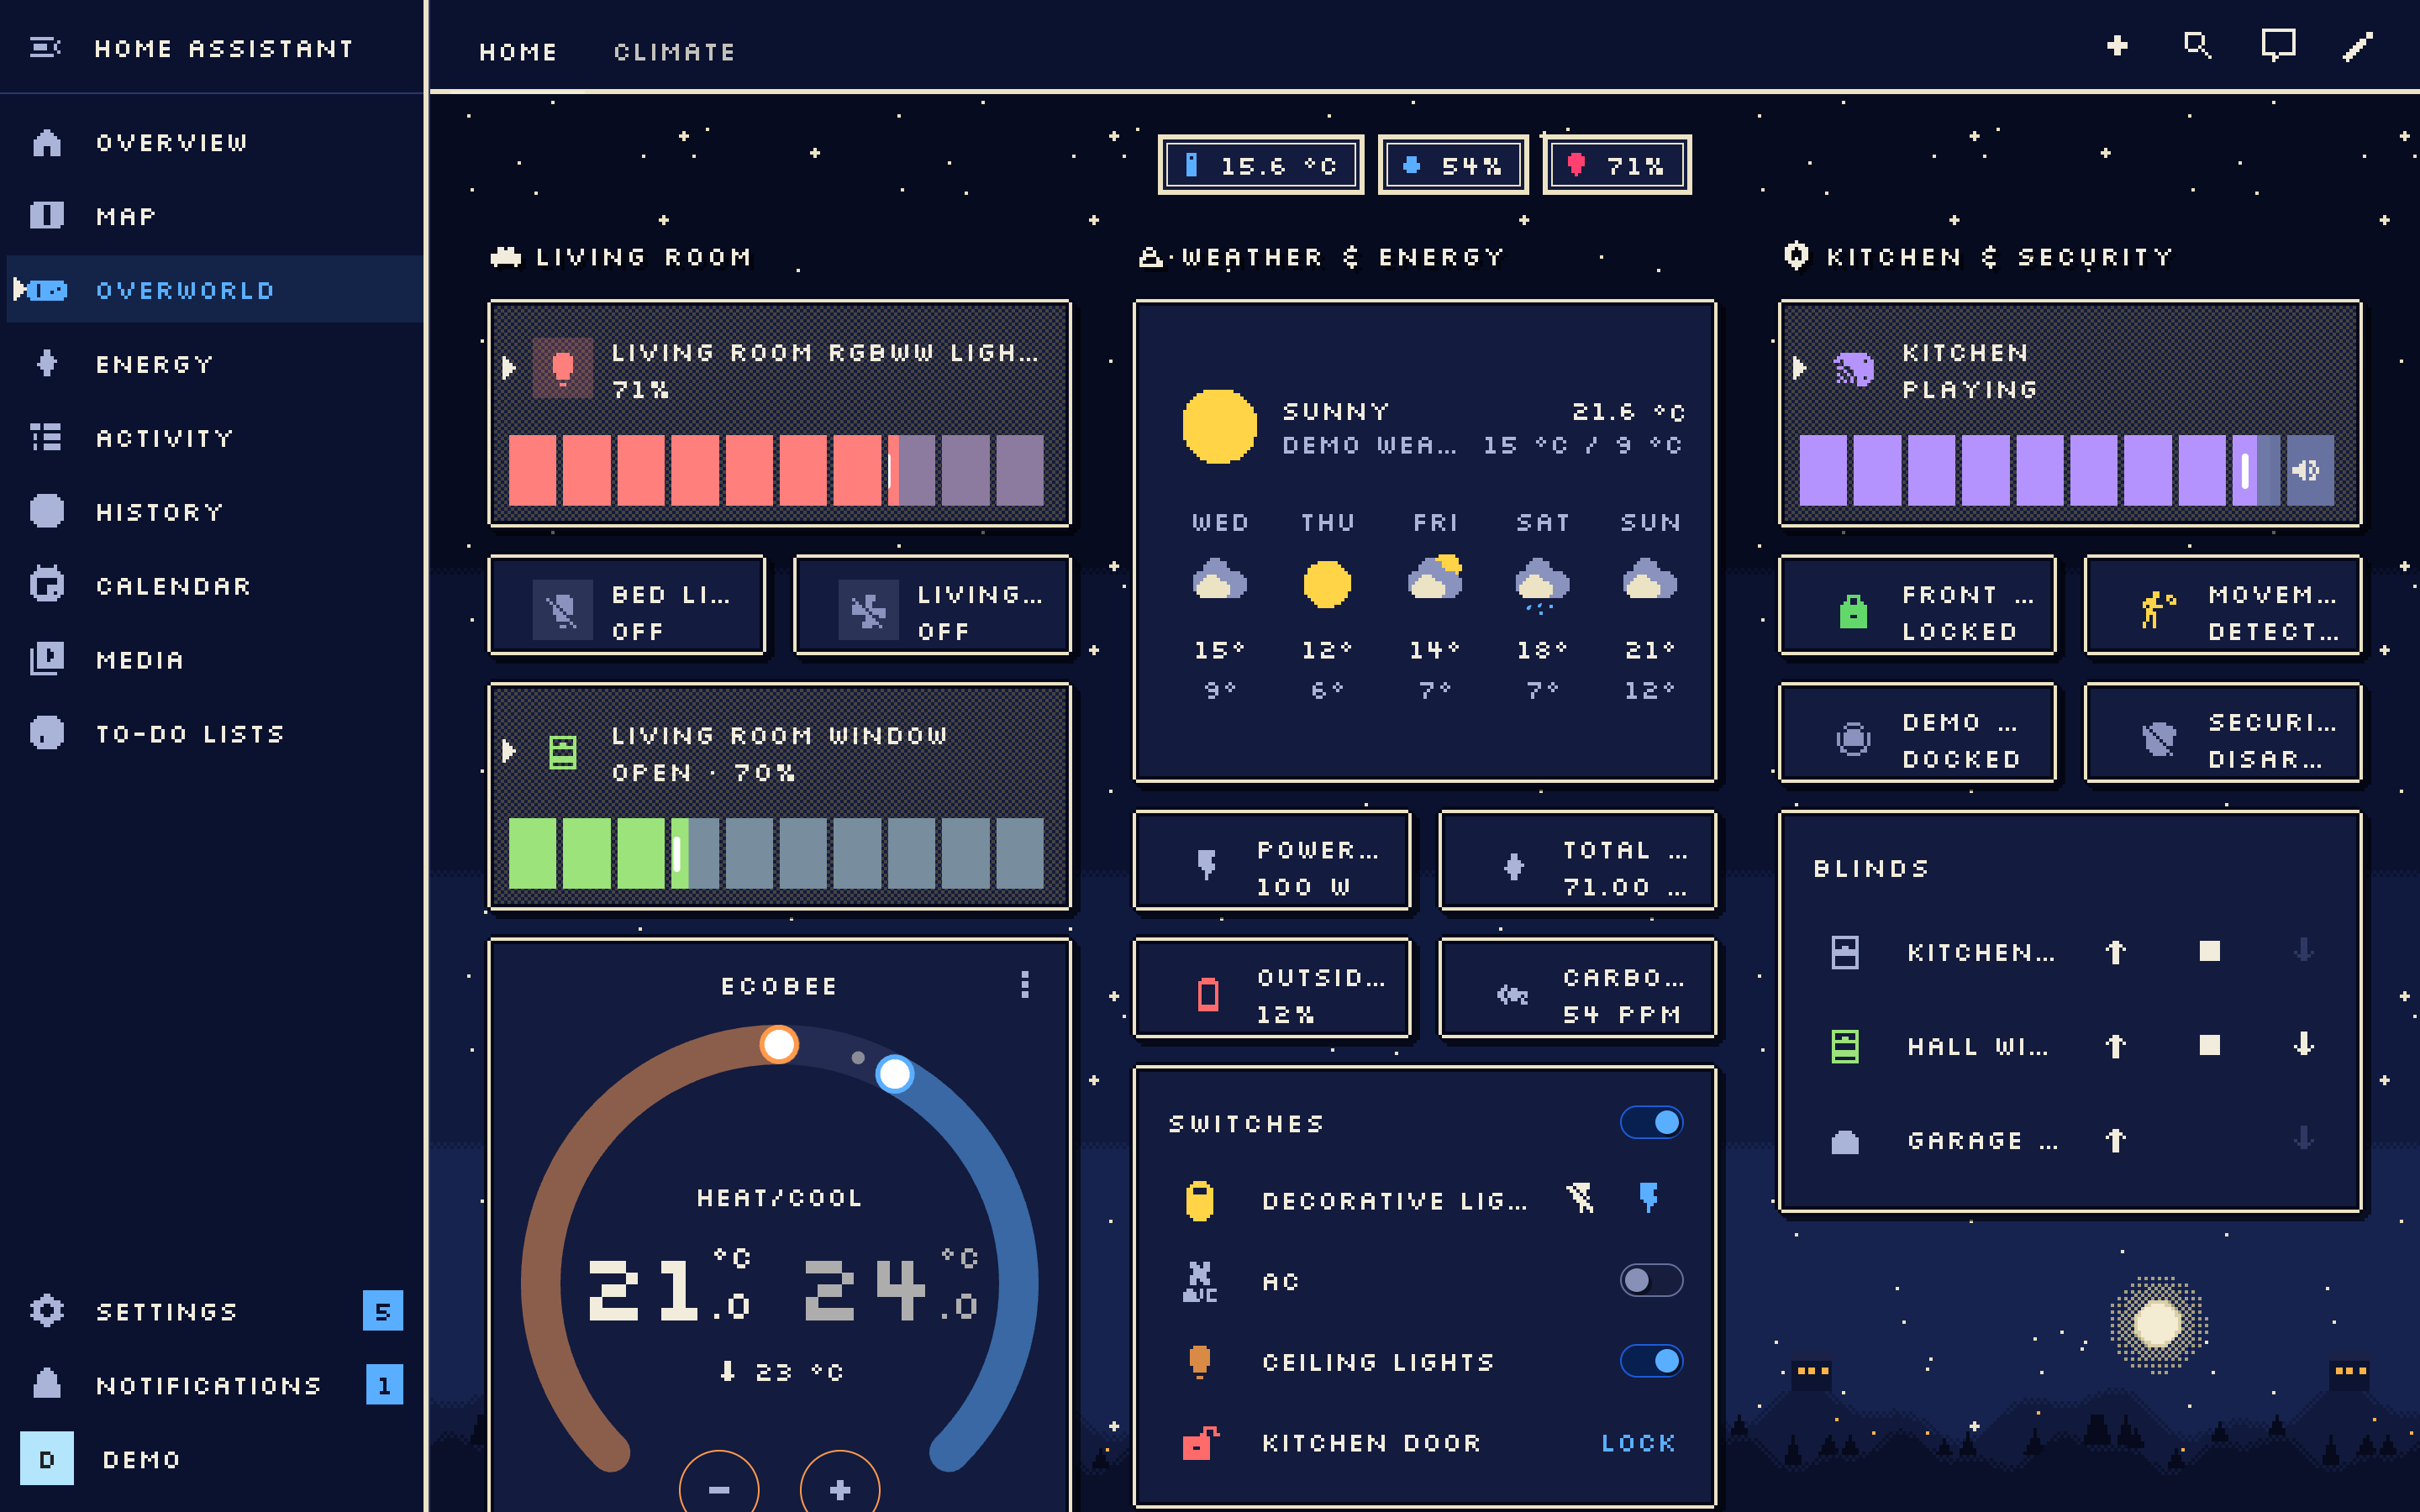 HOME ASSISTANT
OVERVIEW
MAP
OVERWORLD
ENERGY
ACTIVITY
HISTORY
CALENDAR
MEDIA
TO-DO LISTS
SETTINGS 5
NOTIFICATIONS 1
D DEMO
HOME CLIMATE
15.6 °C 54% 71%
LIVING ROOM
LIVING ROOM RGBWW LIGH...
71%
BED LI...
OFF
LIVING...
OFF
LIVING ROOM WINDOW
OPEN · 70%
ECOBEE
HEAT/COOL
21.0 °C 24.0 °C
23 °C
WEATHER & ENERGY
SUNNY 21.6 °C
DEMO WEA... 15 °C / 9 °C
WED THU FRI SAT SUN
15° 12° 14° 18° 21°
9° 6° 7° 7° 12°
POWER...
100 W
TOTAL ...
71.00 ...
OUTSID...
12%
CARBO...
54 PPM
SWITCHES
DECORATIVE LIG...
AC
CEILING LIGHTS
KITCHEN DOOR LOCK
KITCHEN & SECURITY
KITCHEN
PLAYING
FRONT ...
LOCKED
MOVEM...
DETECT...
DEMO ...
DOCKED
SECURI...
DISAR...
BLINDS
KITCHEN...
HALL WI...
GARAGE ...